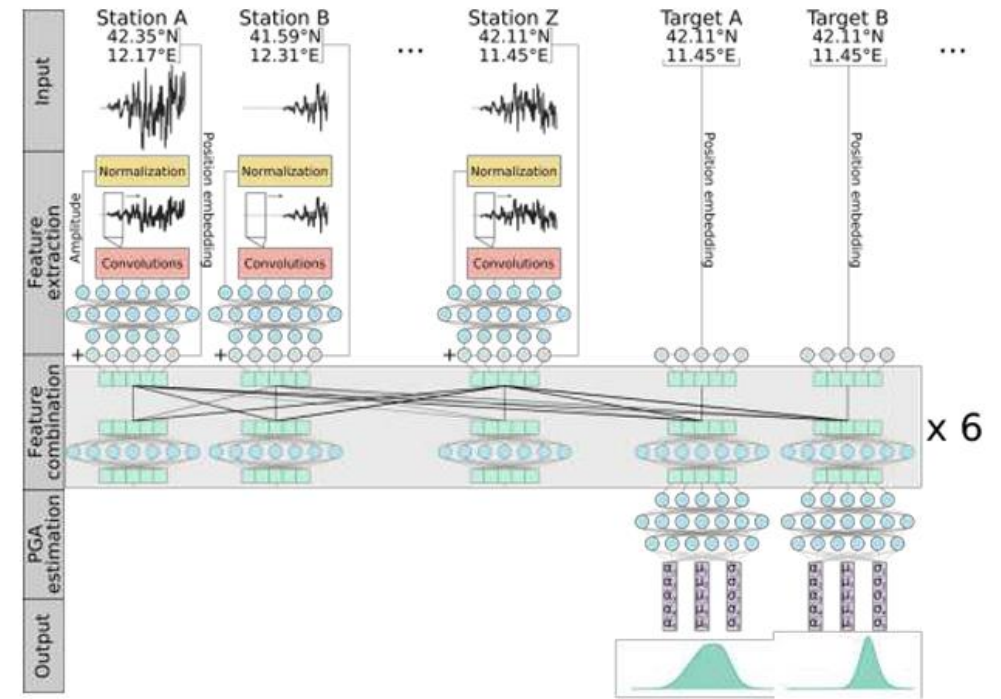 Input
Feature
extraction
Feature
combination
PGA
estimation
Output
Station A
42.35°N
12.17°E
Station B
41.59°N
12.31°E
...
Station Z
42.11°N
11.45°E
Target A
42.11°N
11.45°E
Target B
42.11°N
11.45°E
...
Normalization
Normalization
Normalization
Amplitude
Position embedding
Position embedding
Position embedding
Convolutions
Convolutions
Convolutions
+
+
+
x 6